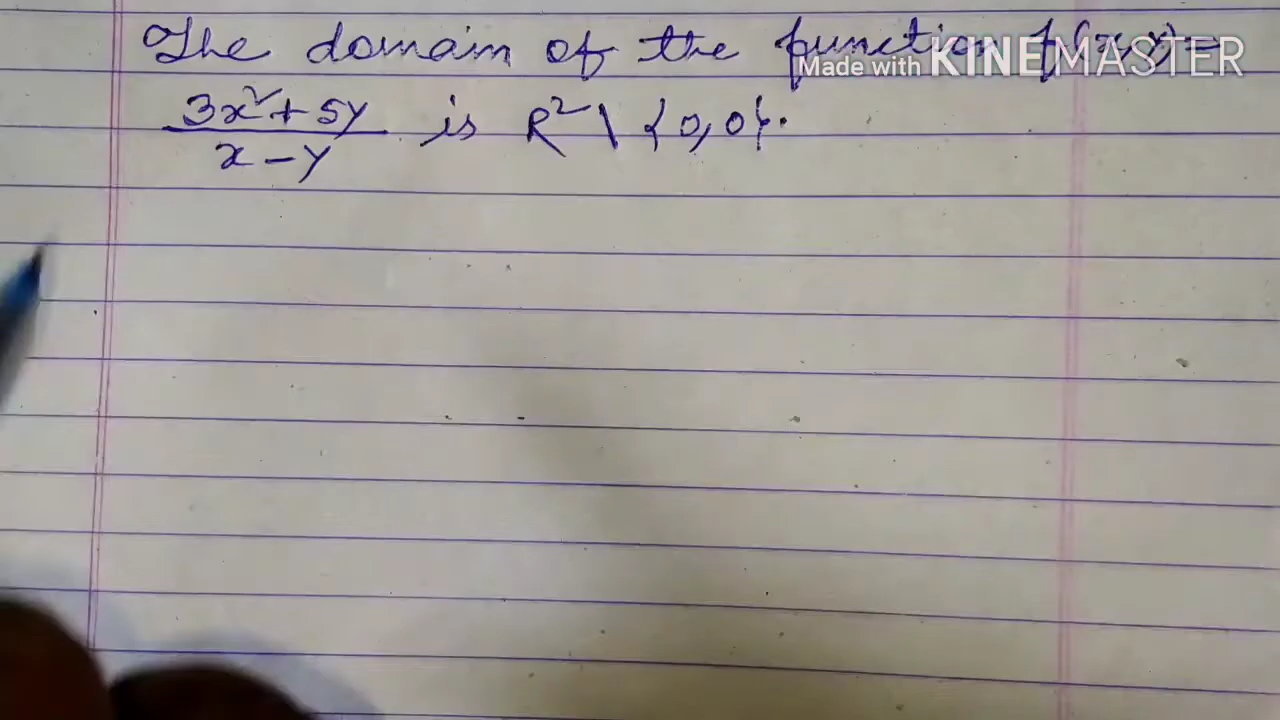 The domain of the function f(x,y) =
Made with KINEMASTER
3x²+5y / x-y is R² \ {0,0}.